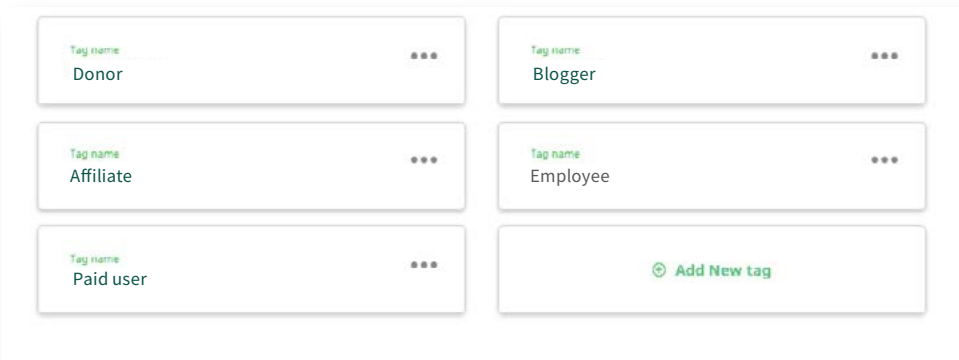 Tag name
Donor
Tag name
Blogger
Tag name
Affiliate
Tag name
Employee
Tag name
Paid user
Add New tag